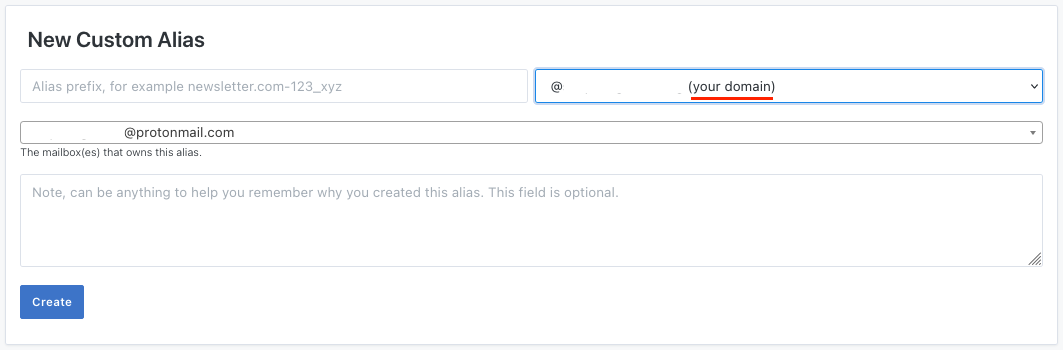 New Custom Alias
Alias prefix, for example newsletter.com-123_xyz
@ (your domain)
@protonmail.com
The mailbox(es) that owns this alias.
Note, can be anything to help you remember why you created this alias. This field is optional.
Create